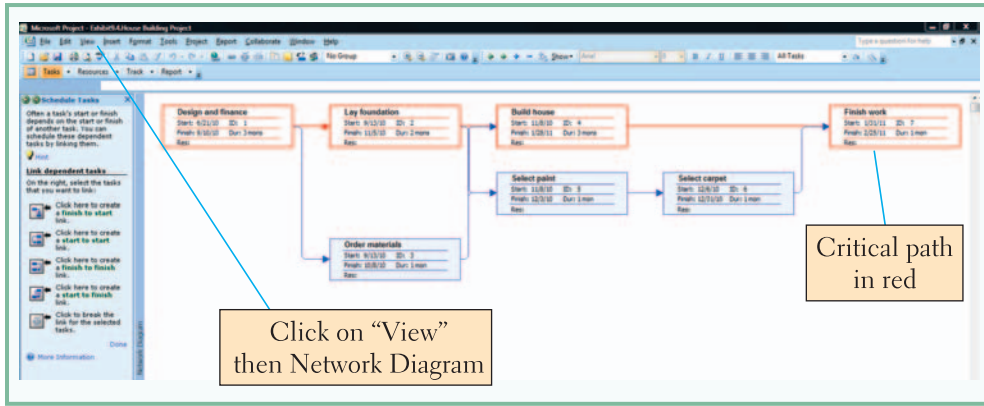 Microsoft Project - Exhibit9.4.House Building Project
File Edit View Insert Format Tools Project Report Collaborate Window Help
Type a question for help
No Group
Show
Arial
8
All Tasks
Tasks Resources Track Report
Schedule Tasks
Often a task's start or finish
depends on the start or finish
of another task. You can
schedule these dependent
tasks by linking them.
Hint
Link dependent tasks
On the right, select the tasks
that you want to link:
Click here to create
a finish to start
link.
Click here to create
a start to start
link.
Click here to create
a finish to finish
link.
Click here to create
a start to finish
link.
Click to break the
link for the selected
tasks.
Done
More Information
Network Diagram
Design and finance
Start: 6/21/10 ID: 1
Finish: 9/10/10 Dur: 3 mons
Res:
Lay foundation
Start: 9/13/10 ID: 2
Finish: 11/5/10 Dur: 2 mons
Res:
Build house
Start: 11/8/10 ID: 4
Finish: 1/28/11 Dur: 3 mons
Res:
Finish work
Start: 1/31/11 ID: 7
Finish: 2/25/11 Dur: 1 mon
Res:
Select paint
Start: 11/8/10 ID: 5
Finish: 12/3/10 Dur: 1 mon
Res:
Select carpet
Start: 12/6/10 ID: 6
Finish: 12/31/10 Dur: 1 mon
Res:
Order materials
Start: 9/13/10 ID: 3
Finish: 10/8/10 Dur: 1 mon
Res:
Critical path
in red
Click on “View”
then Network Diagram